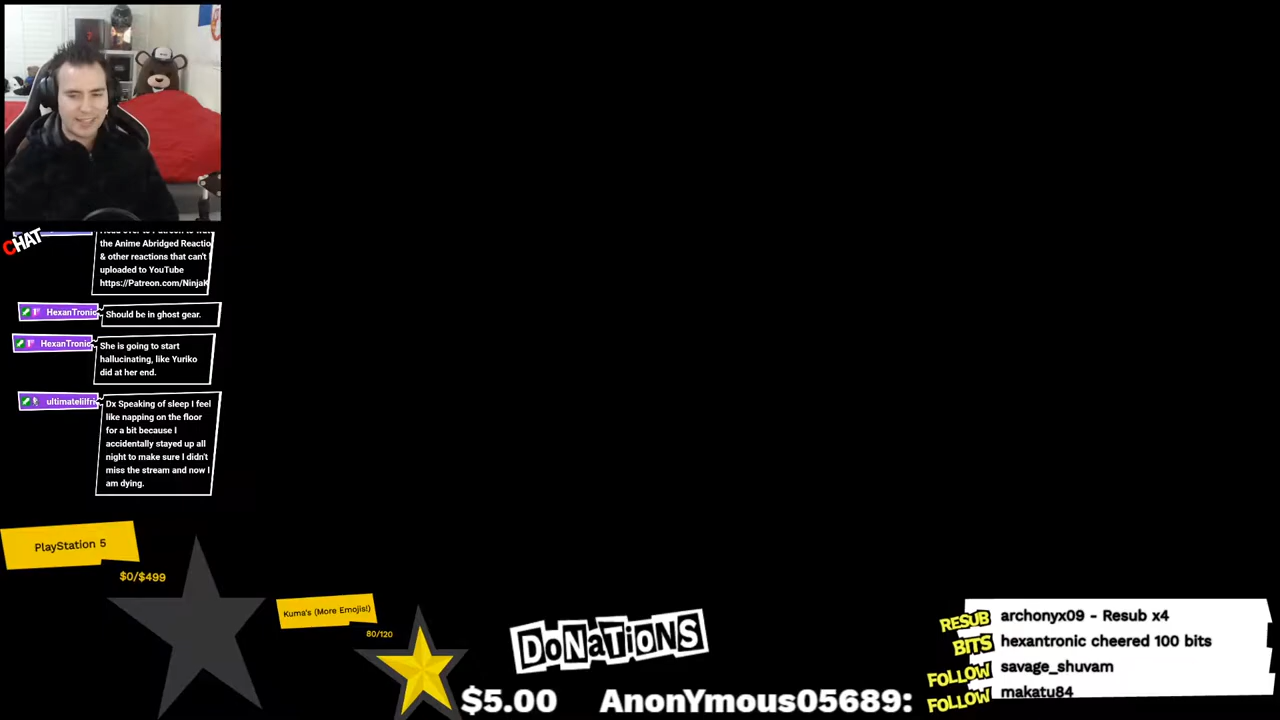 CHAT
the Anime Abridged Reactio
& other reactions that can't
uploaded to YouTube
https://Patreon.com/NinjaK
HexanTronic
Should be in ghost gear.
HexanTronic
She is going to start
hallucinating, like Yuriko
did at her end.
ultimatelilfri
Dx Speaking of sleep I feel
like napping on the floor
for a bit because I
accidentally stayed up all
night to make sure I didn't
miss the stream and now I
am dying.
PlayStation 5
$0/$499
Kuma's (More Emojis!)
80/120
DoNaTiONS
$5.00 AnonYmous05689:
RESUB archonyx09 - Resub x4
BITS hexantronic cheered 100 bits
FOLLOW savage_shuvam
FOLLOW makatu84